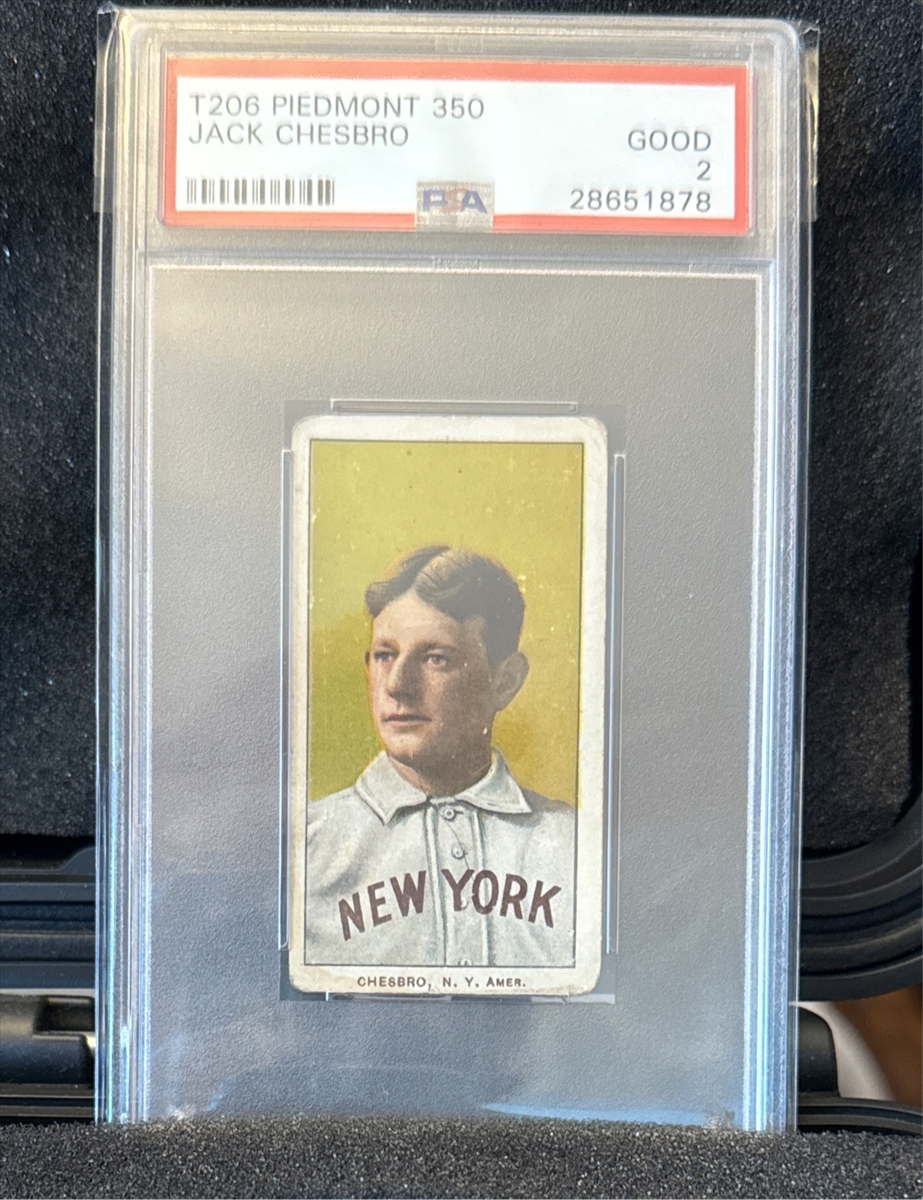 T206 PIEDMONT 350
JACK CHESBRO
GOOD
2
PSA
28651878
NEW YORK
CHESBRO, N. Y. AMER.